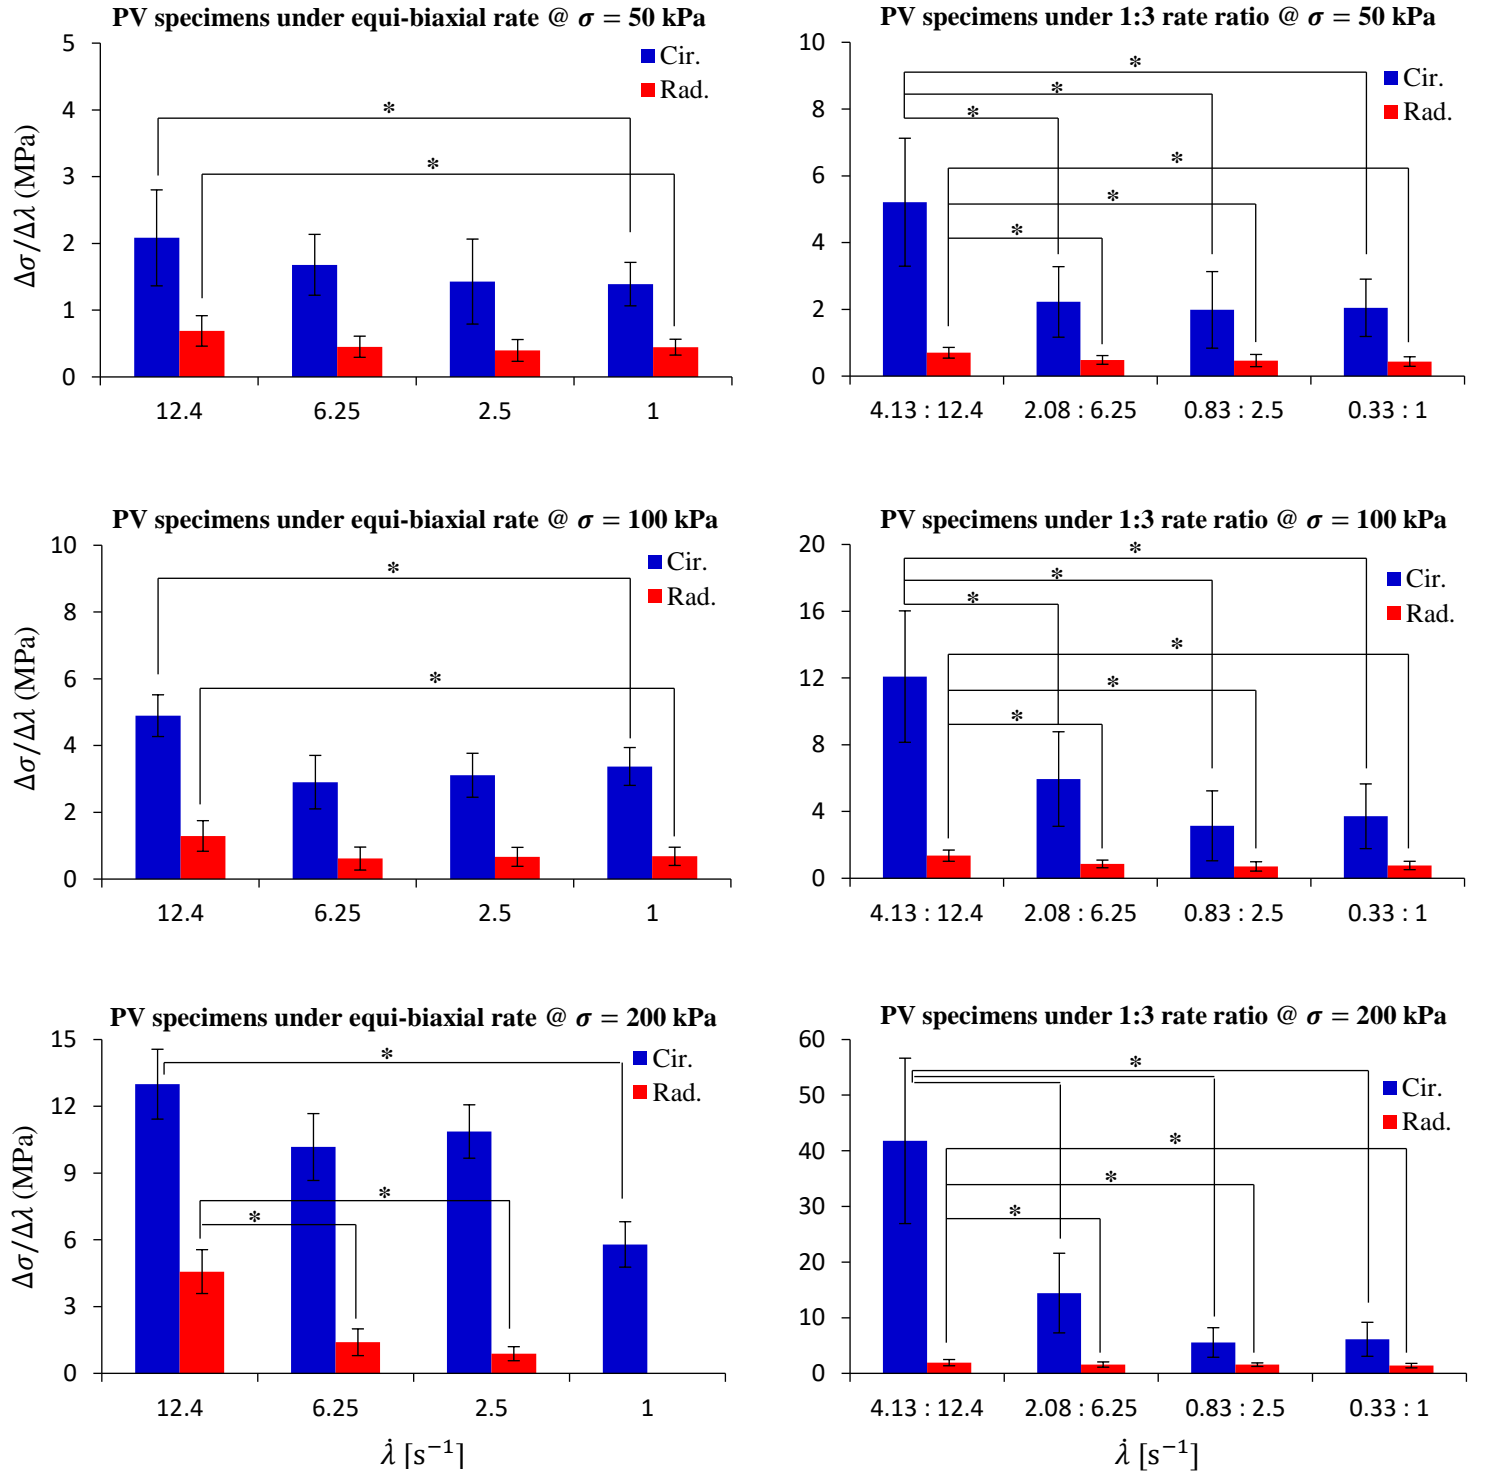 PV specimens under equi-biaxial rate @ σ = 50 kPa
5
4
3
2
1
0
Δσ/Δλ (MPa)
Cir.
Rad.
*
*
12.4 6.25 2.5 1
PV specimens under 1:3 rate ratio @ σ = 50 kPa
10
8
6
4
2
0
Cir.
Rad.
*
*
*
*
*
*
4.13 : 12.4 2.08 : 6.25 0.83 : 2.5 0.33 : 1
PV specimens under equi-biaxial rate @ σ = 100 kPa
10
8
6
4
2
0
Δσ/Δλ (MPa)
Cir.
Rad.
*
*
12.4 6.25 2.5 1
PV specimens under 1:3 rate ratio @ σ = 100 kPa
20
16
12
8
4
0
Cir.
Rad.
*
*
*
*
*
*
4.13 : 12.4 2.08 : 6.25 0.83 : 2.5 0.33 : 1
PV specimens under equi-biaxial rate @ σ = 200 kPa
15
12
9
6
3
0
Δσ/Δλ (MPa)
Cir.
Rad.
*
*
*
12.4 6.25 2.5 1
λ̇ [s⁻¹]
PV specimens under 1:3 rate ratio @ σ = 200 kPa
60
50
40
30
20
10
0
Cir.
Rad.
*
*
*
*
4.13 : 12.4 2.08 : 6.25 0.83 : 2.5 0.33 : 1
λ̇ [s⁻¹]